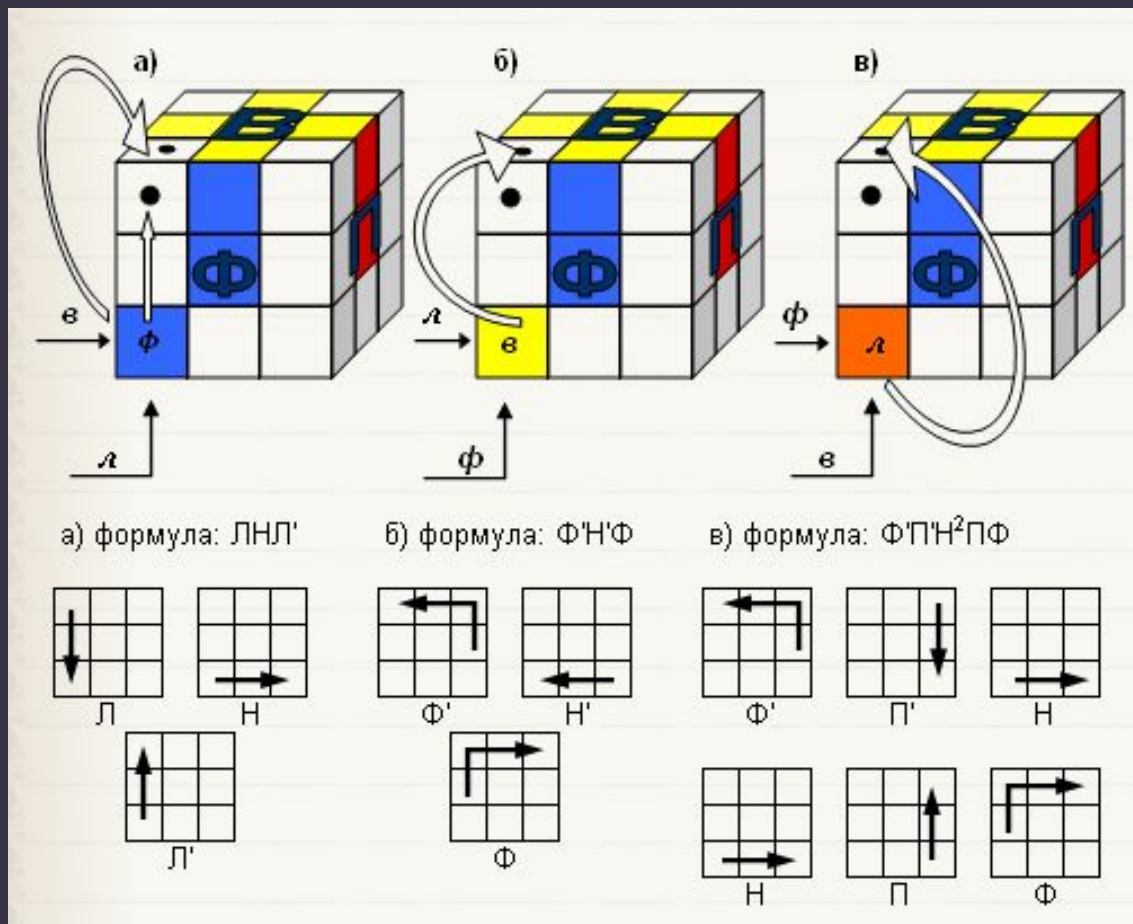 а) б) в)
В В В
Ф П Ф П Ф П
в ф л в ф л
л ф в
а) формула: ЛНЛ' б) формула: Ф'Н'Ф в) формула: Ф'П'Н²ПФ
Л Н Ф' Н' Ф' П' Н
Л' Ф Н П Ф